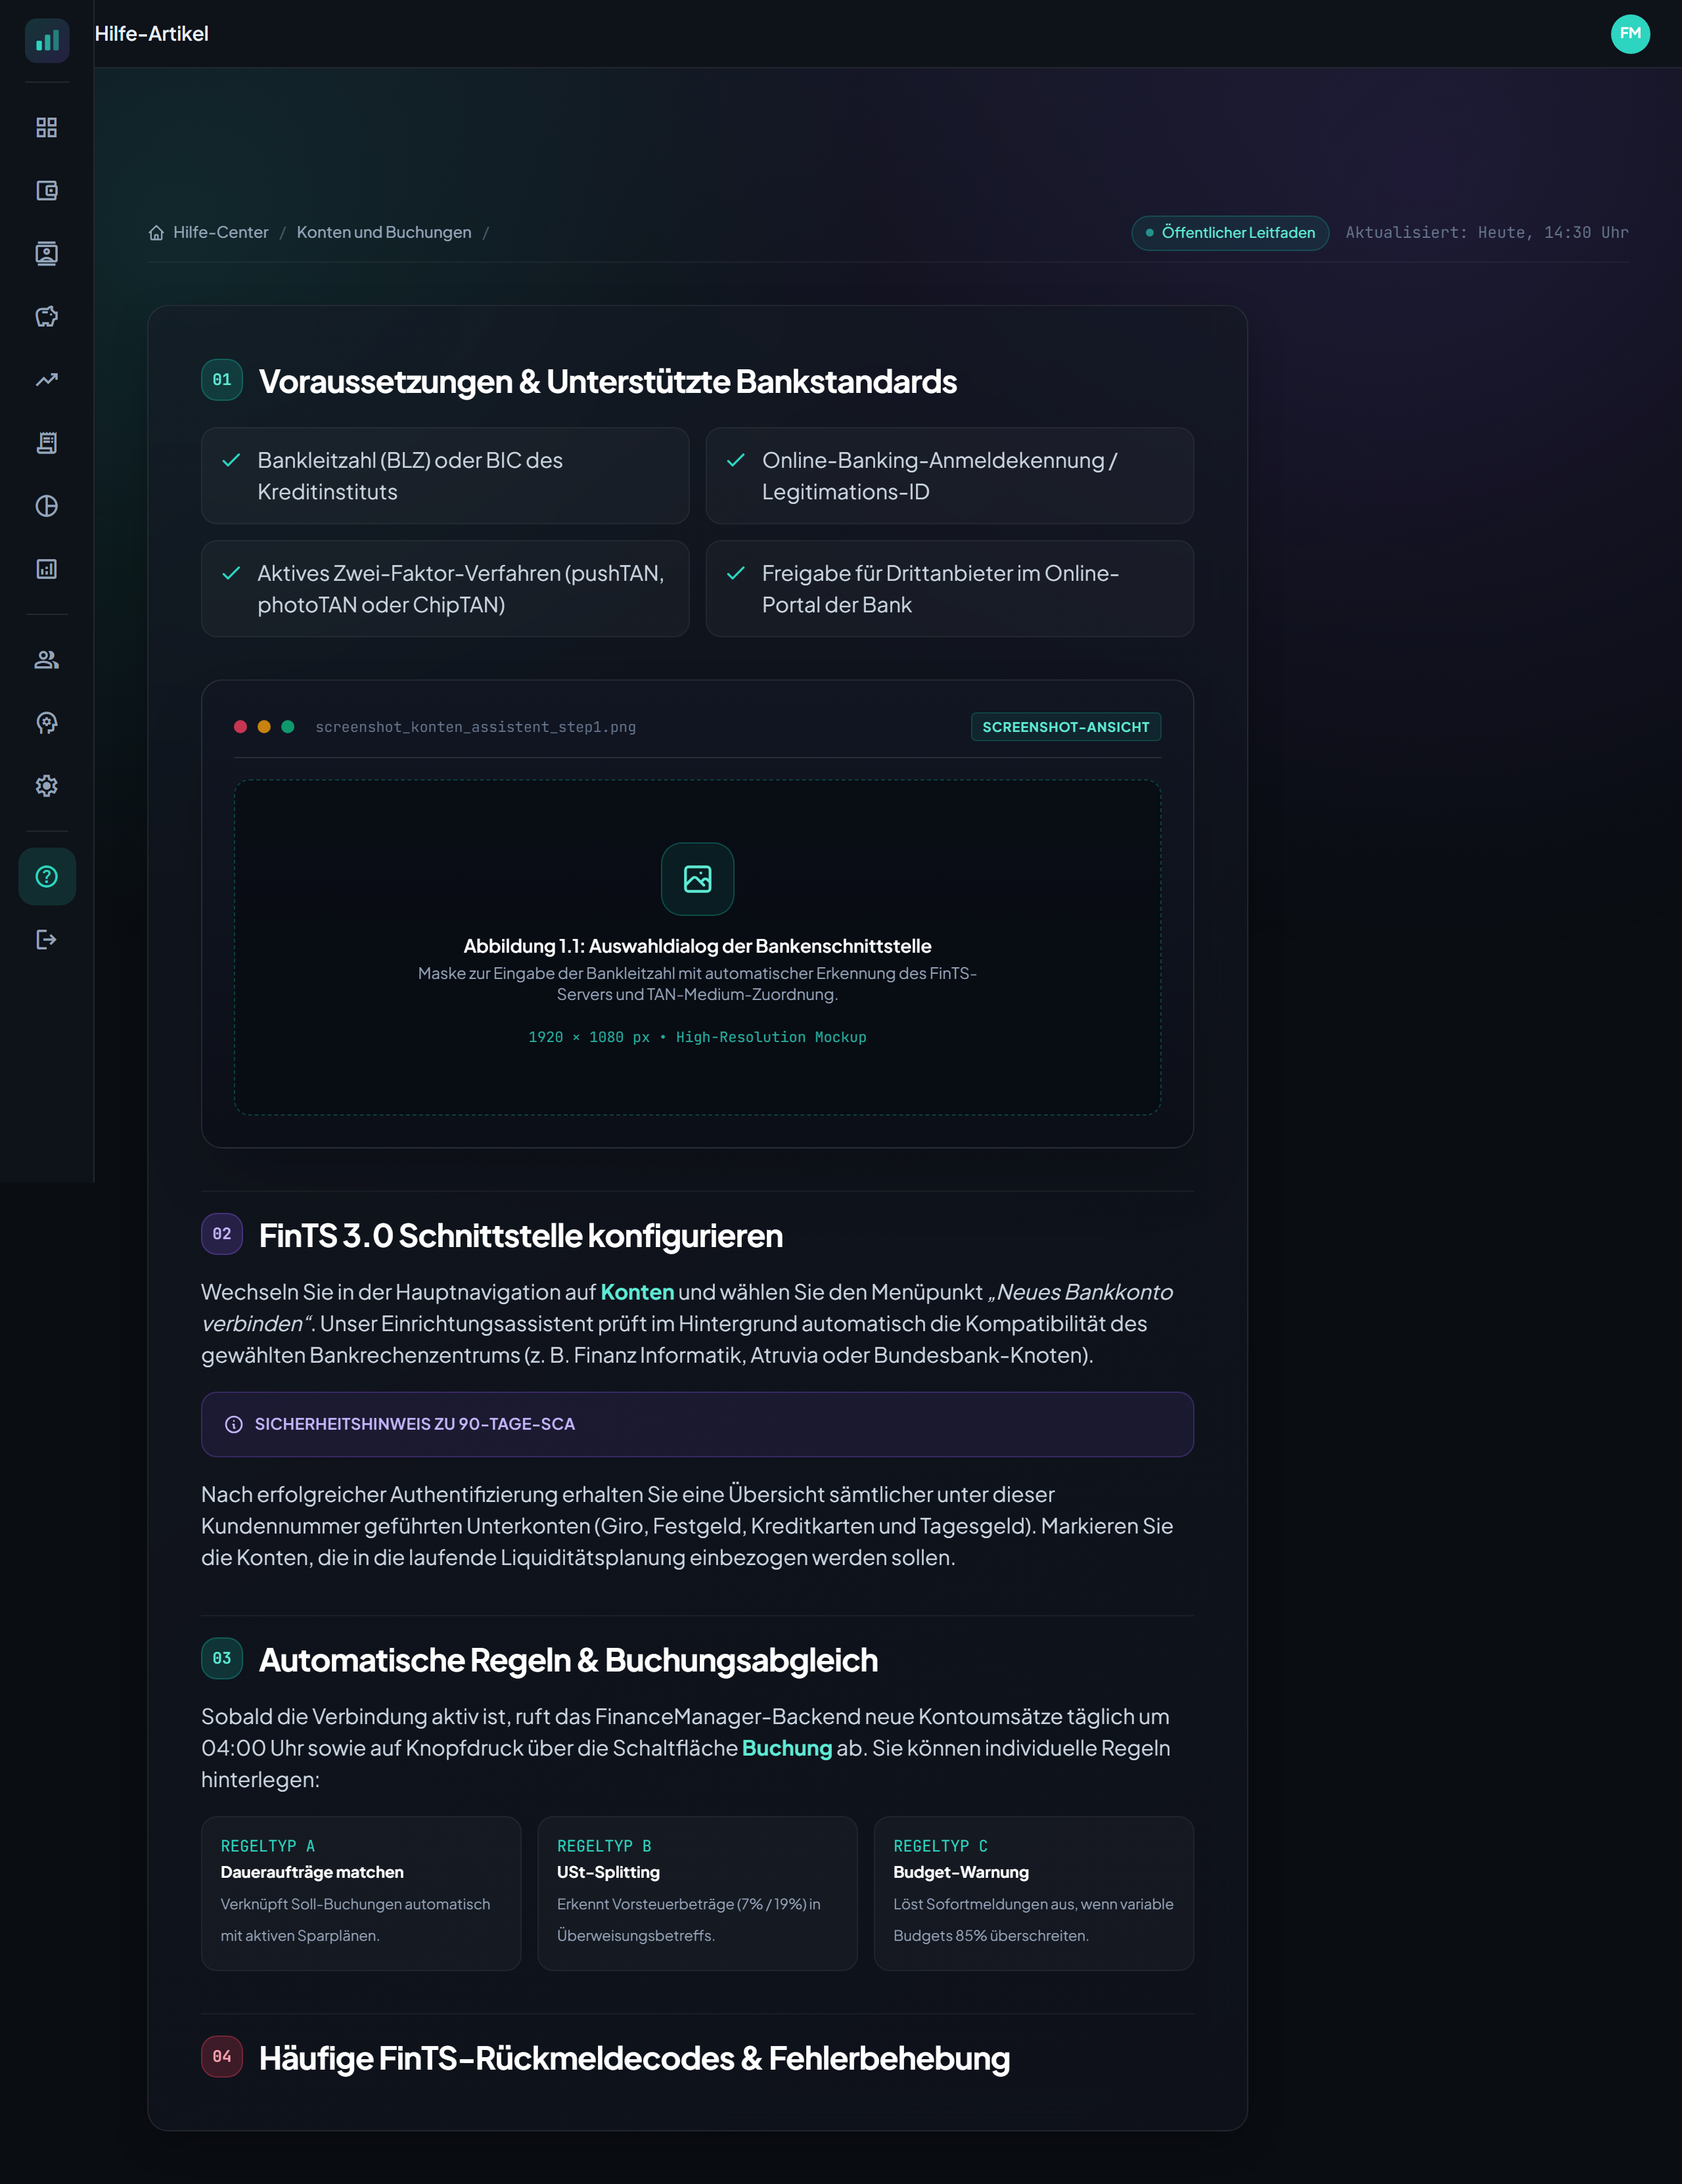 Hilfe-Artikel
FM
Hilfe-Center / Konten und Buchungen /
Öffentlicher Leitfaden
Aktualisiert: Heute, 14:30 Uhr
01
Voraussetzungen & Unterstützte Bankstandards
Bankleitzahl (BLZ) oder BIC des
Kreditinstituts
Online-Banking-Anmeldekennung /
Legitimations-ID
Aktives Zwei-Faktor-Verfahren (pushTAN,
photoTAN oder ChipTAN)
Freigabe für Drittanbieter im Online-
Portal der Bank
screenshot_konten_assistent_step1.png
SCREENSHOT-ANSICHT
Abbildung 1.1: Auswahldialog der Bankenschnittstelle
Maske zur Eingabe der Bankleitzahl mit automatischer Erkennung des FinTS-
Servers und TAN-Medium-Zuordnung.
1920 × 1080 px • High-Resolution Mockup
02
FinTS 3.0 Schnittstelle konfigurieren
Wechseln Sie in der Hauptnavigation auf Konten und wählen Sie den Menüpunkt „Neues Bankkonto
verbinden“. Unser Einrichtungsassistent prüft im Hintergrund automatisch die Kompatibilität des
gewählten Bankrechenzentrums (z. B. Finanz Informatik, Atruvia oder Bundesbank-Knoten).
SICHERHEITSHINWEIS ZU 90-TAGE-SCA
Nach erfolgreicher Authentifizierung erhalten Sie eine Übersicht sämtlicher unter dieser
Kundennummer geführten Unterkonten (Giro, Festgeld, Kreditkarten und Tagesgeld). Markieren Sie
die Konten, die in die laufende Liquiditätsplanung einbezogen werden sollen.
03
Automatische Regeln & Buchungsabgleich
Sobald die Verbindung aktiv ist, ruft das FinanceManager-Backend neue Kontoumsätze täglich um
04:00 Uhr sowie auf Knopfdruck über die Schaltfläche Buchung ab. Sie können individuelle Regeln
hinterlegen:
REGELTYP A
Daueraufträge matchen
Verknüpft Soll-Buchungen automatisch
mit aktiven Sparplänen.
REGELTYP B
USt-Splitting
Erkennt Vorsteuerbeträge (7% / 19%) in
Überweisungsbetreffs.
REGELTYP C
Budget-Warnung
Löst Sofortmeldungen aus, wenn variable
Budgets 85% überschreiten.
04
Häufige FinTS-Rückmeldecodes & Fehlerbehebung